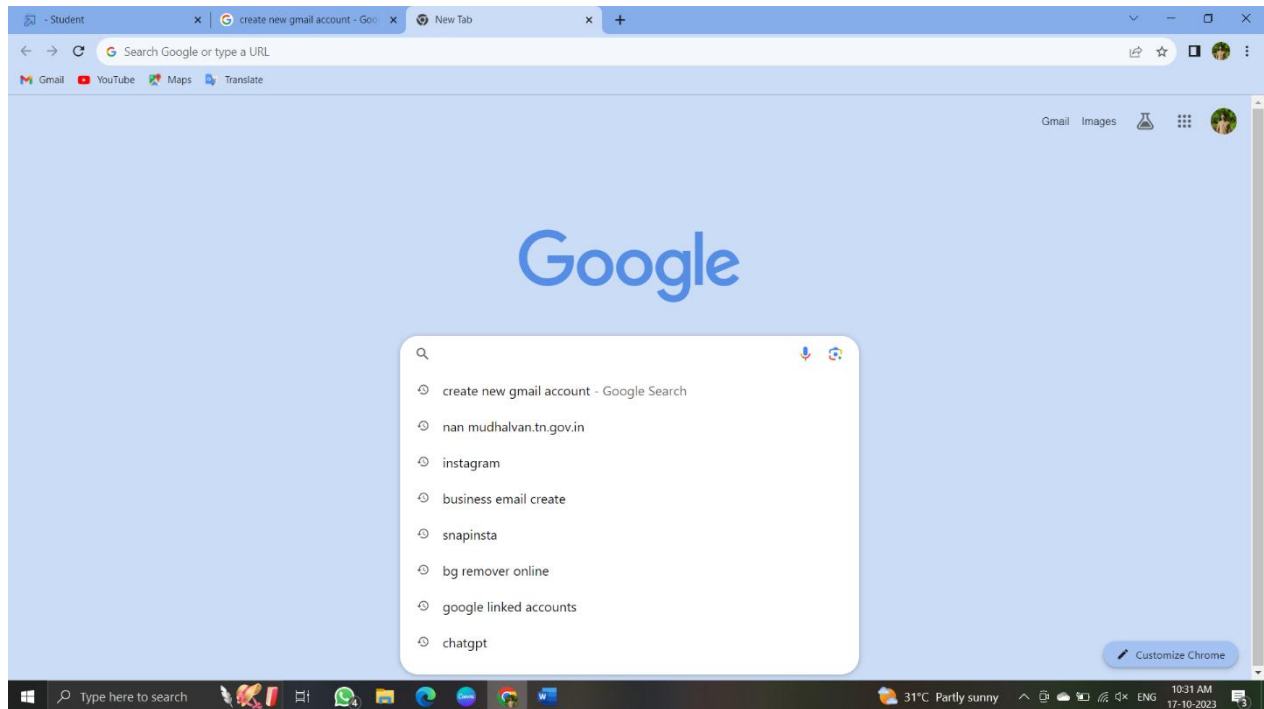 - Student
create new gmail account - Goo
New Tab
Search Google or type a URL
Gmail YouTube Maps Translate
Gmail Images
Google
create new gmail account - Google Search
nan mudhalvan.tn.gov.in
instagram
business email create
snapinsta
bg remover online
google linked accounts
chatgpt
Customize Chrome
Type here to search
4
31°C Partly sunny
ENG
10:31 AM
17-10-2023
3